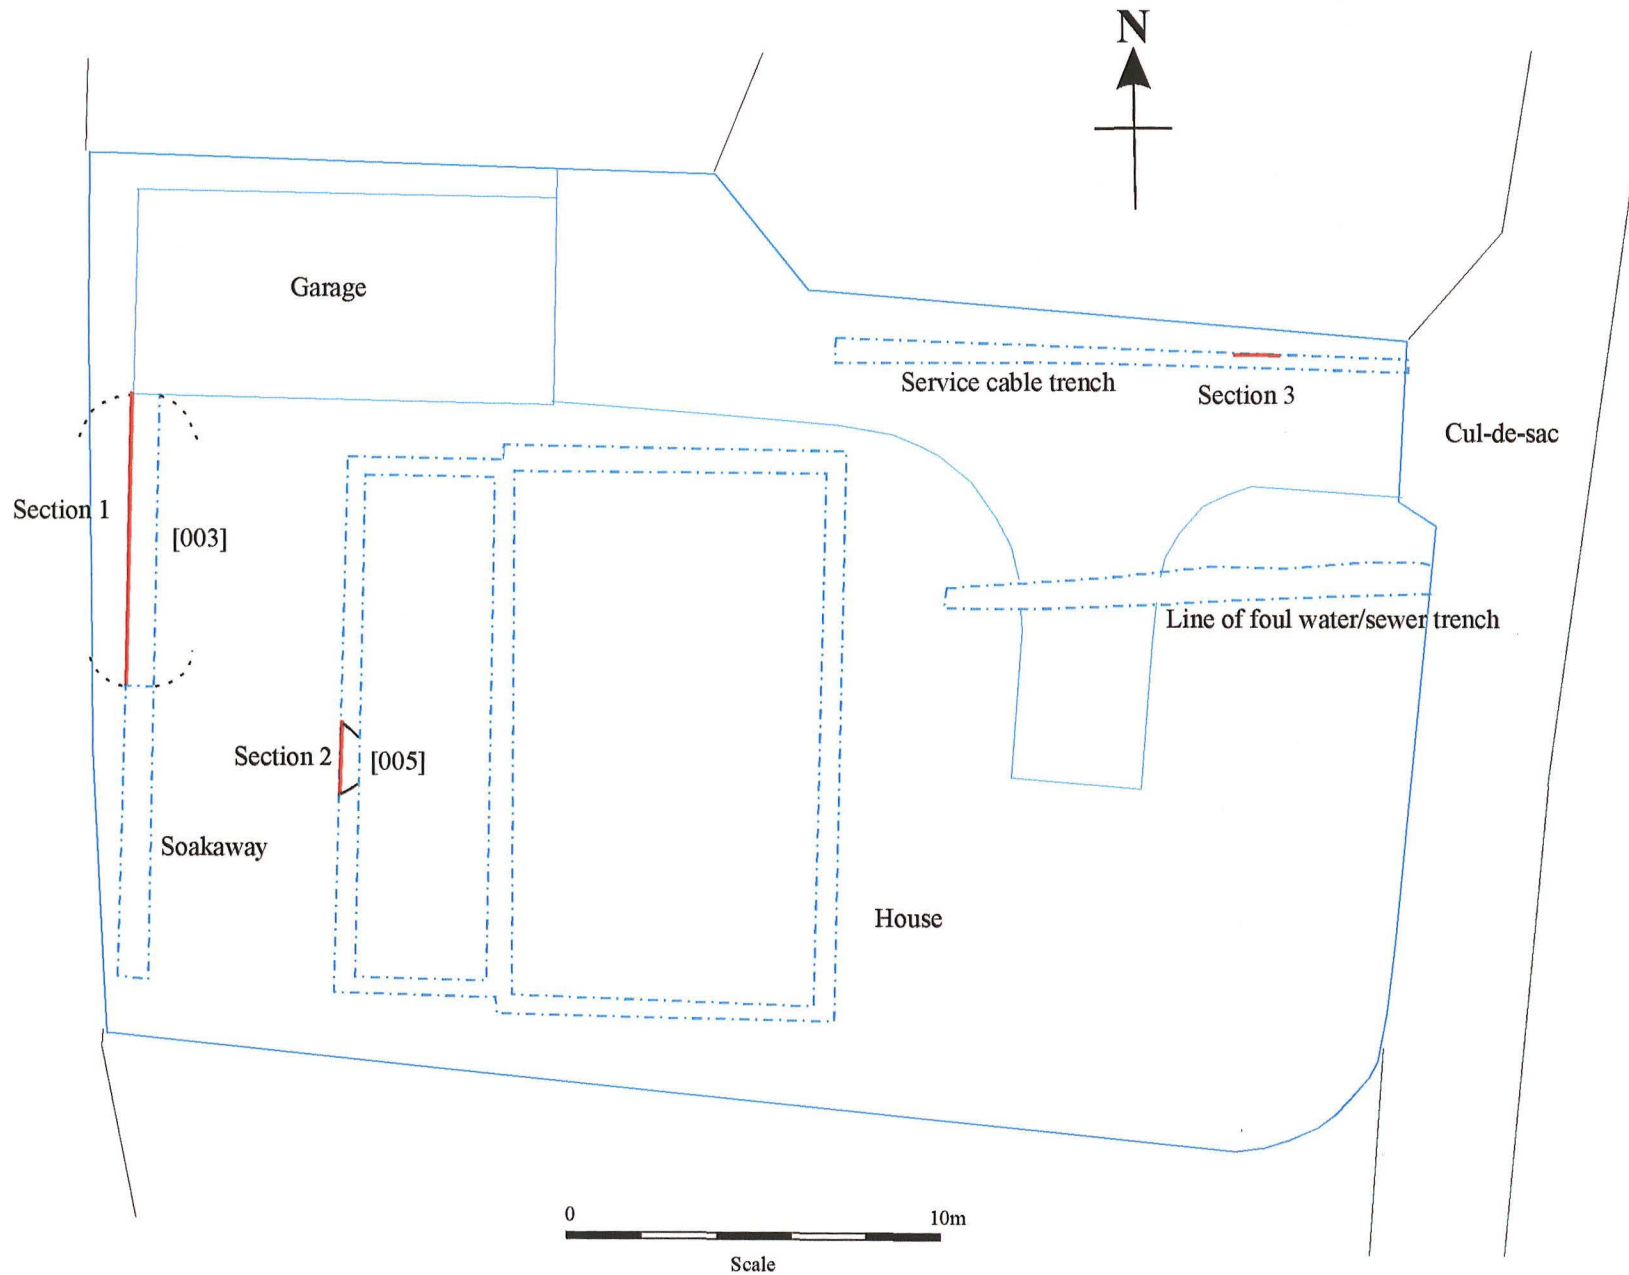 N
Garage
Service cable trench
Section 3
Cul-de-sac
Section 1
[003]
Line of foul water/sewer trench
Section 2
[005]
Soakaway
House
0
10m
Scale